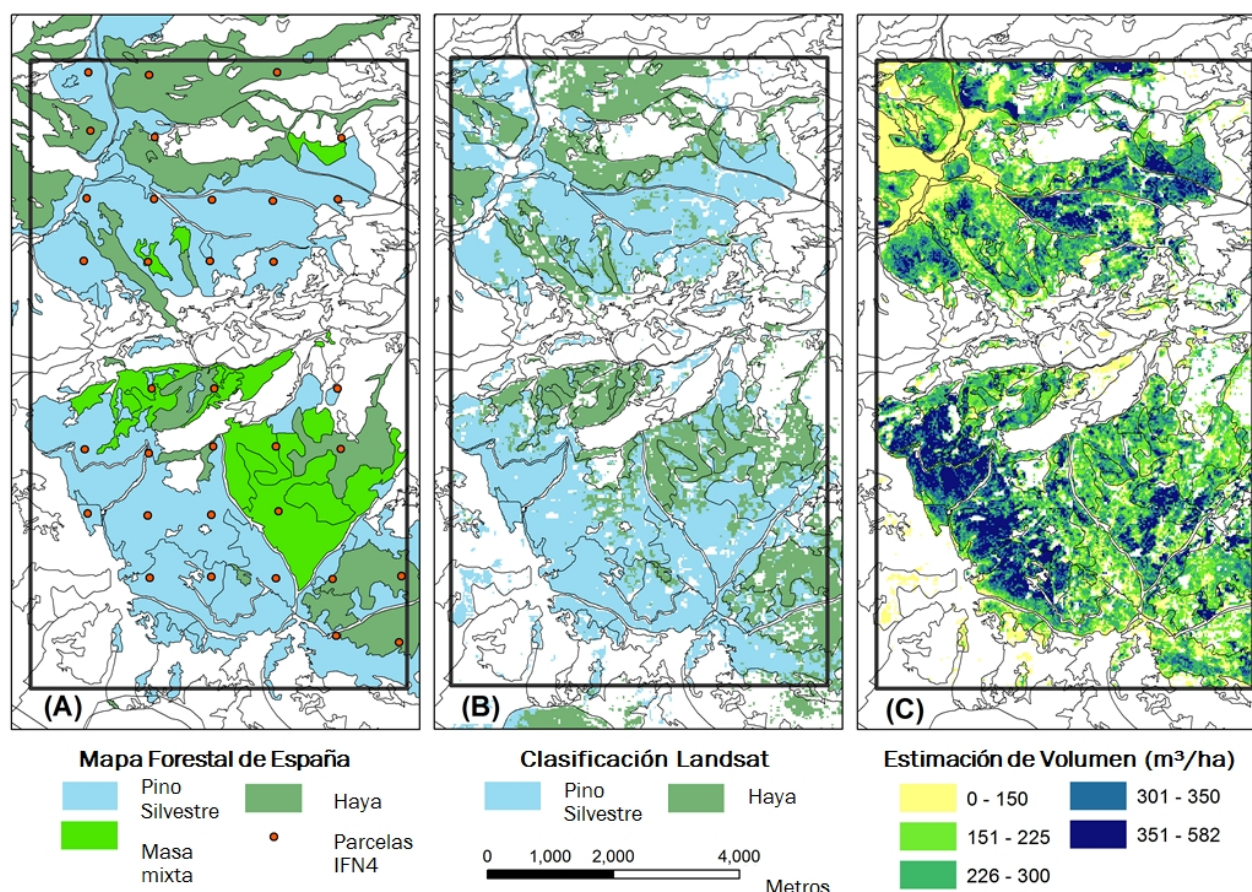 (A)
(B)
(C)
Mapa Forestal de España
Pino
Silvestre
Haya
Masa
mixta
Parcelas
IFN4
Clasificación Landsat
Pino
Silvestre
Haya
0 1,000 2,000 4,000
Metros
Estimación de Volumen (m³/ha)
0 - 150
301 - 350
151 - 225
351 - 582
226 - 300